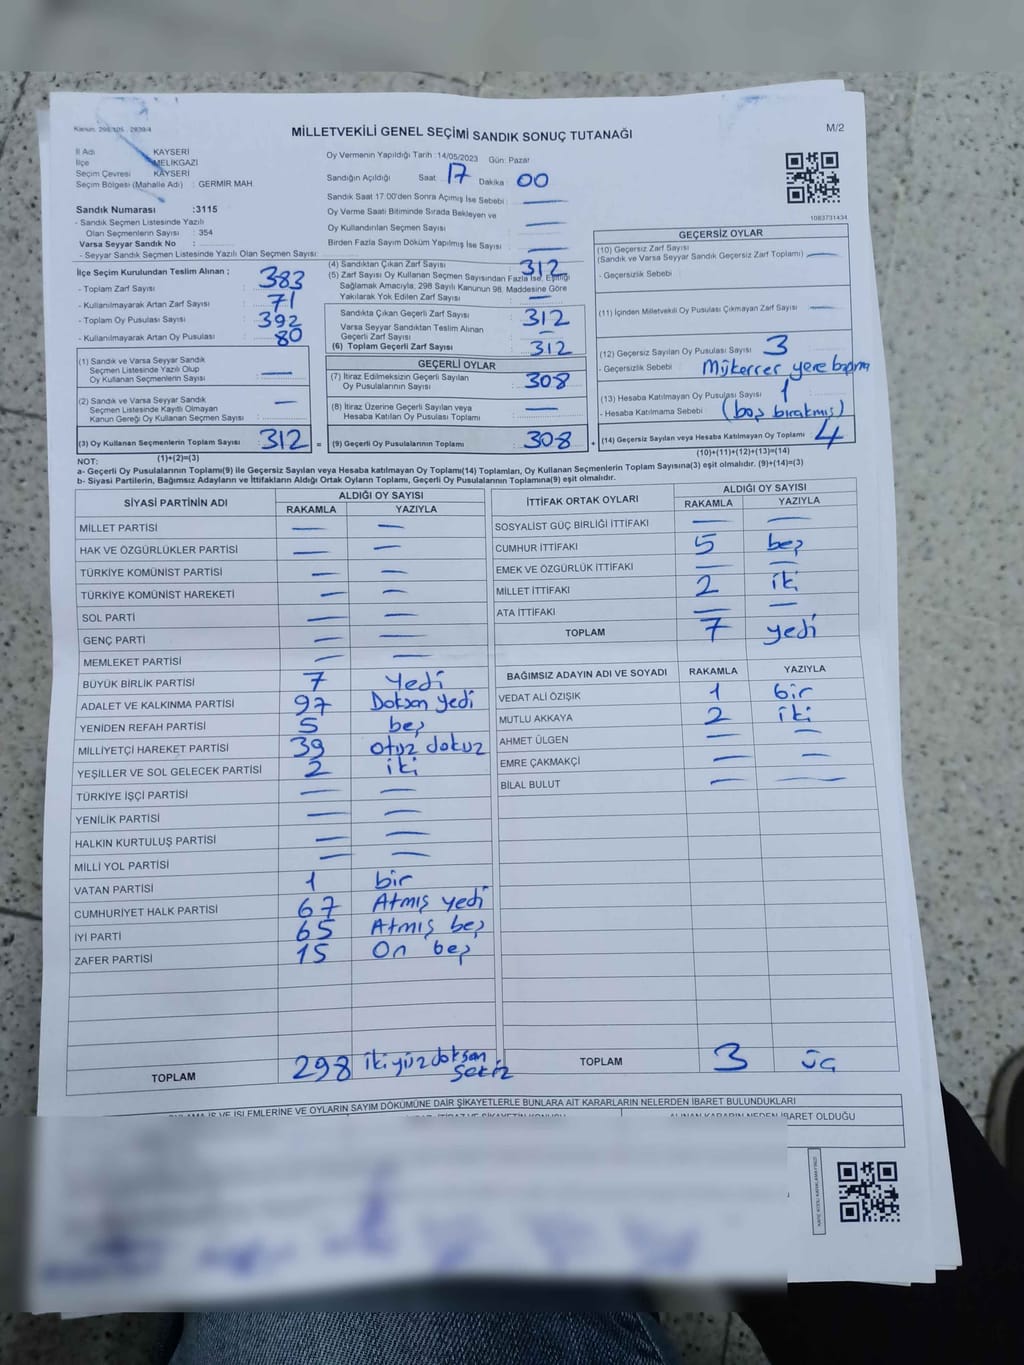 Kanun: 298/105 , 2839/4
MİLLETVEKİLİ GENEL SEÇİMİ SANDIK SONUÇ TUTANAĞI
M/2
İl Adı KAYSERİ
İlçe MELİKGAZİ
Seçim Çevresi KAYSERİ
Seçim Bölgesi (Mahalle Adı) : GERMİR MAH.
Sandık Numarası :3115
- Sandık Seçmen Listesinde Yazılı
Olan Seçmenlerin Sayısı : 354
Varsa Seyyar Sandık No :
- Seyyar Sandık Seçmen Listesinde Yazılı Olan Seçmen Sayısı:
Oy Vermenin Yapıldığı Tarih :14/05/2023 Gün: Pazar
Sandığın Açıldığı Saat 17 Dakika : 00
Sandık Saat 17:00'den Sonra Açımış İse Sebebi : —
Oy Varme Saati Bitiminde Sırada Bekleyen ve
Oy Kullandırılan Seçmen Sayısı : —
Birden Fazla Sayım Döküm Yapılmış İse Sayısı : —
1083731434
İlçe Seçim Kurulundan Teslim Alınan ;
- Toplam Zarf Sayısı : 383
- Kullanılmayarak Artan Zarf Sayısı : 71
- Toplam Oy Pusulası Sayısı : 392
- Kullanılmayarak Artan Oy Pusulası : 80
(1) Sandık ve Varsa Seyyar Sandık
Seçmen Listesinde Yazılı Olup
Oy Kullanan Seçmenlerin Sayısı : —
(2) Sandık ve Varsa Seyyar Sandık
Seçmen Listesinde Kayıtlı Olmayan
Kanun Gereği Oy Kullanan Seçmen Sayısı : —
(3) Oy Kullanan Seçmenlerin Toplam Sayısı : 312 =
(1)+(2)=(3)
(4) Sandıktan Çıkan Zarf Sayısı : 312
(5) Zarf Sayısı Oy Kullanan Seçmen Sayısından Fazla İse, Eşitliği
Sağlamak Amacıyla, 298 Sayılı Kanunun 98. Maddesine Göre
Yakılarak Yok Edilen Zarf Sayısı : —
Sandıkta Çıkan Geçerli Zarf Sayısı : 312
Varsa Seyyar Sandıktan Teslim Alınan
Geçerli Zarf Sayısı : —
(6) Toplam Geçerli Zarf Sayısı : 312
GEÇERLİ OYLAR
(7) İtiraz Edilmeksizin Geçerli Sayılan
Oy Pusulalarının Sayısı : 308
(8) İtiraz Üzerine Geçerli Sayılan veya
Hesaba Katılan Oy Pusulası Toplamı : —
(9) Geçerli Oy Pusulalarının Toplamı : 308 +
GEÇERSİZ OYLAR
(10) Geçersiz Zarf Sayısı
(Sandık ve Varsa Seyyar Sandık Geçersiz Zarf Toplamı) : —
- Geçersizlik Sebebi :
(11) İçinden Milletvekili Oy Pusulası Çıkmayan Zarf Sayısı : —
(12) Geçersiz Sayılan Oy Pusulası Sayısı : 3
- Geçersizlik Sebebi : Mükerrer yere basma
(13) Hesaba Katılmayan Oy Pusulası Sayısı : 1
- Hesaba Katılmama Sebebi : (boş bırakmış)
(14) Geçersiz Sayılan veya Hesaba Katılmayan Oy Toplamı : 4
(10)+(11)+(12)+(13)=(14)
NOT:
a- Geçerli Oy Pusulalarının Toplamı(9) ile Geçersiz Sayılan veya Hesaba katılmayan Oy Toplamı(14) Toplamları, Oy Kullanan Seçmenlerin Toplam Sayısına(3) eşit olmalıdır. (9)+(14)=(3)
b- Siyasi Partilerin, Bağımsız Adayların ve İttifakların Aldığı Ortak Oyların Toplamı, Geçerli Oy Pusulalarının Toplamına(9) eşit olmalıdır.
SİYASİ PARTİNİN ADI ALDIĞI OY SAYISI
RAKAMLA YAZIYLA
MİLLET PARTİSİ — —
HAK VE ÖZGÜRLÜKLER PARTİSİ — —
TÜRKİYE KOMÜNİST PARTİSİ — —
TÜRKİYE KOMÜNİST HAREKETİ — —
SOL PARTİ — —
GENÇ PARTİ — —
MEMLEKET PARTİSİ — —
BÜYÜK BİRLİK PARTİSİ 7 yedi
ADALET VE KALKINMA PARTİSİ 97 Doksan yedi
YENİDEN REFAH PARTİSİ 5 beş
MİLLİYETÇİ HAREKET PARTİSİ 39 otuz dokuz
YEŞİLLER VE SOL GELECEK PARTİSİ 2 iki
TÜRKİYE İŞÇİ PARTİSİ — —
YENİLİK PARTİSİ — —
HALKIN KURTULUŞ PARTİSİ — —
MİLLİ YOL PARTİSİ — —
VATAN PARTİSİ 1 bir
CUMHURİYET HALK PARTİSİ 67 Atmış yedi
İYİ PARTİ 65 Atmış beş
ZAFER PARTİSİ 15 On beş
TOPLAM 298 ikiyüz doksan
sekiz
İTTİFAK ORTAK OYLARI ALDIĞI OY SAYISI
RAKAMLA YAZIYLA
SOSYALİST GÜÇ BİRLİĞİ İTTİFAKI — —
CUMHUR İTTİFAKI 5 beş
EMEK VE ÖZGÜRLÜK İTTİFAKI — —
MİLLET İTTİFAKI 2 iki
ATA İTTİFAKI — —
TOPLAM 7 yedi
BAĞIMSIZ ADAYIN ADI VE SOYADI RAKAMLA YAZIYLA
VEDAT ALİ ÖZIŞIK 1 bir
MUTLU AKKAYA 2 iki
AHMET ÜLGEN — —
EMRE ÇAKMAKÇİ — —
BİLAL BULUT — —
TOPLAM 3 üç
İŞLEMLERİNE VE OYLARIN SAYIM DÖKÜMÜNE DAİR ŞİKAYETLERLE BUNLARA AİT KARARLARIN NELERDEN İBARET BULUNDUKLARI
ALINAN KARARIN NEDEN İBARET OLDUĞU